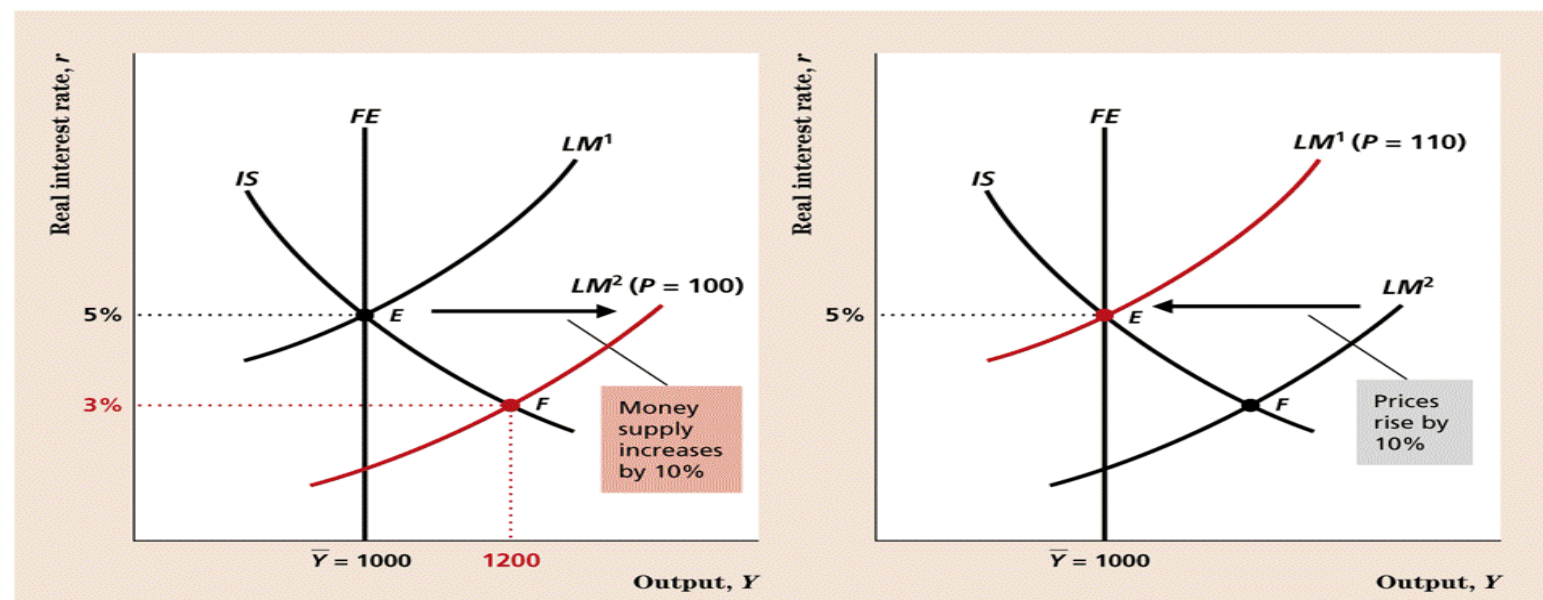 Real interest rate, r
FE
LM¹
IS
LM² (P = 100)
5%
E
3%
F
Money
supply
increases
by 10%
Y̅ = 1000
1200
Output, Y
Real interest rate, r
FE
LM¹ (P = 110)
IS
LM²
5%
E
F
Prices
rise by
10%
Y̅ = 1000
Output, Y